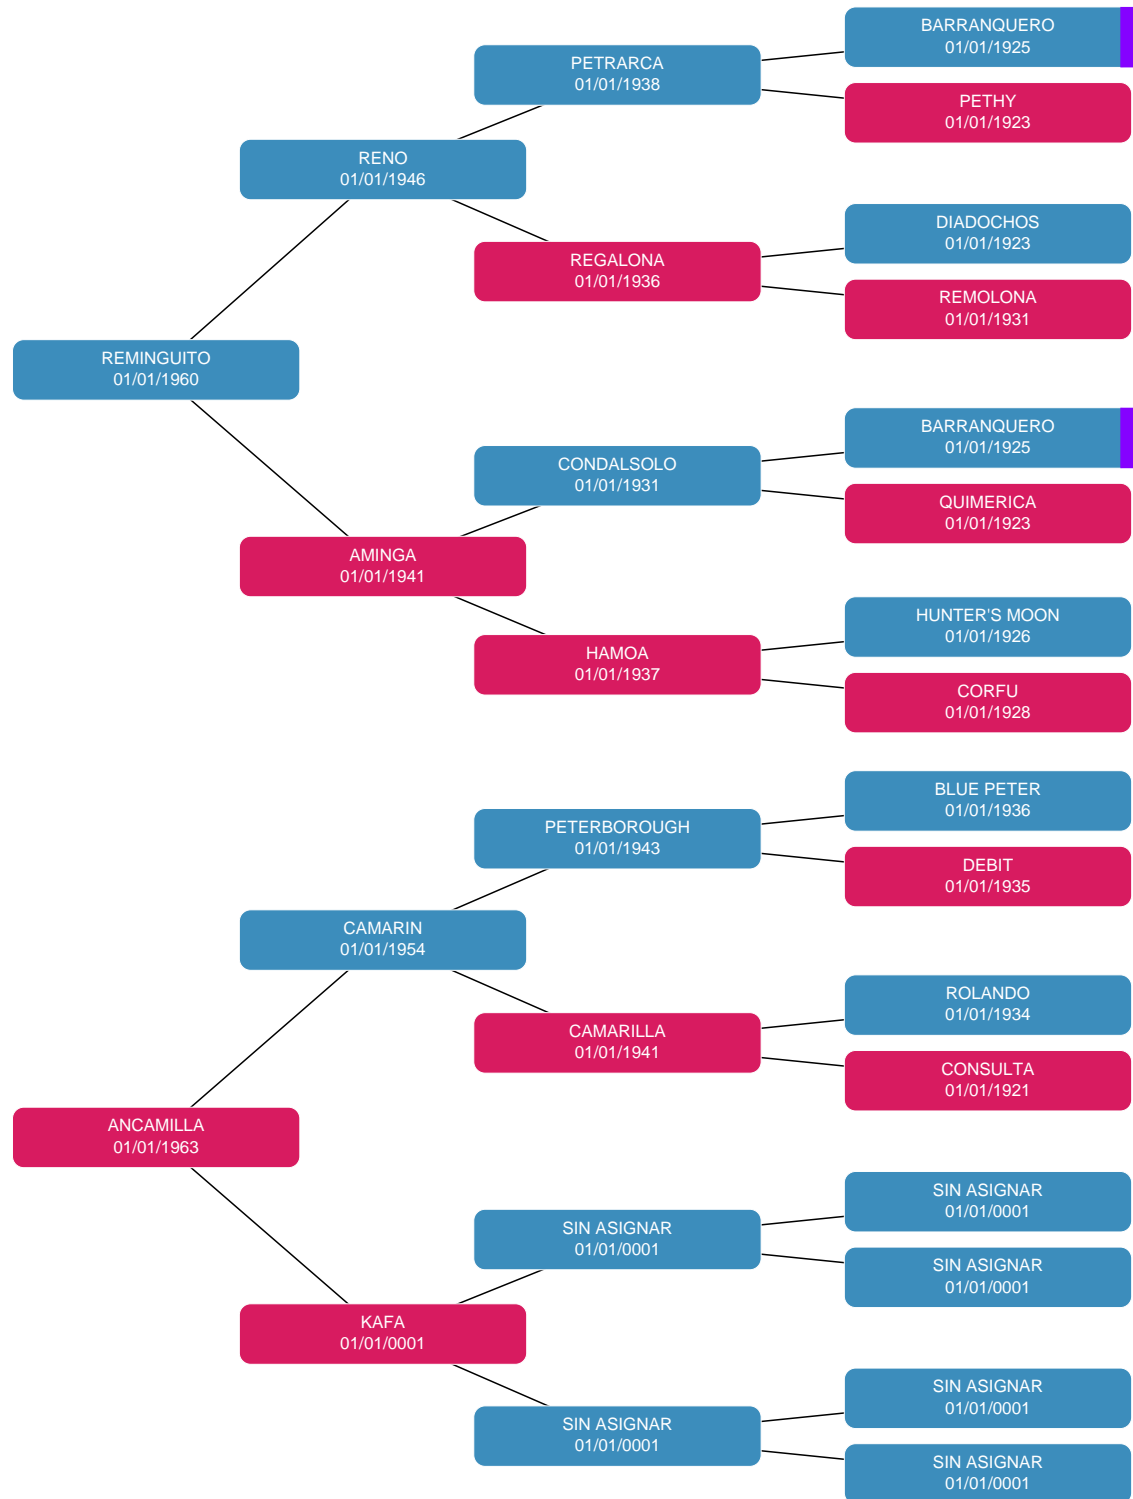 BARRANQUERO
01/01/1925
PETRARCA
01/01/1938
PETHY
01/01/1923
RENO
01/01/1946
DIADOCHOS
01/01/1923
REGALONA
01/01/1936
REMOLONA
01/01/1931
REMINGUITO
01/01/1960
BARRANQUERO
01/01/1925
CONDALSOLO
01/01/1931
QUIMERICA
01/01/1923
AMINGA
01/01/1941
HUNTER'S MOON
01/01/1926
HAMOA
01/01/1937
CORFU
01/01/1928
BLUE PETER
01/01/1936
PETERBOROUGH
01/01/1943
DEBIT
01/01/1935
CAMARIN
01/01/1954
ROLANDO
01/01/1934
CAMARILLA
01/01/1941
CONSULTA
01/01/1921
ANCAMILLA
01/01/1963
SIN ASIGNAR
01/01/0001
SIN ASIGNAR
01/01/0001
SIN ASIGNAR
01/01/0001
KAFA
01/01/0001
SIN ASIGNAR
01/01/0001
SIN ASIGNAR
01/01/0001
SIN ASIGNAR
01/01/0001